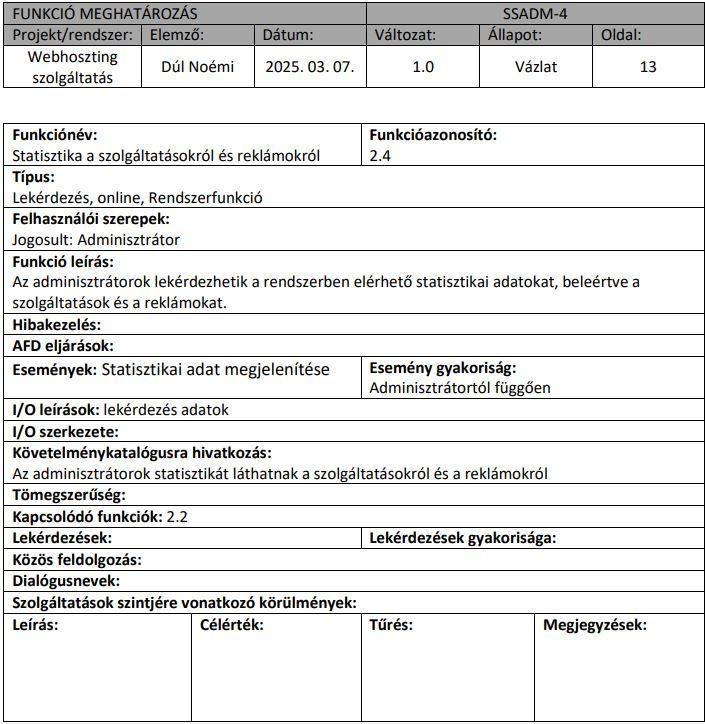 FUNKCIÓ MEGHATÁROZÁS SSADM-4
Projekt/rendszer: Elemző: Dátum: Változat: Állapot: Oldal:
Webhoszting szolgáltatás Dúl Noémi 2025. 03. 07. 1.0 Vázlat 13
Funkciónév: Funkcióazonosító:
Statisztika a szolgáltatásokról és reklámokról 2.4
Típus:
Lekérdezés, online, Rendszerfunkció
Felhasználói szerepek:
Jogosult: Adminisztrátor
Funkció leírás:
Az adminisztrátorok lekérdezhetik a rendszerben elérhető statisztikai adatokat, beleértve a
szolgáltatások és a reklámokat.
Hibakezelés:
AFD eljárások:
Események: Statisztikai adat megjelenítése Esemény gyakoriság:
Adminisztrátortól függően
I/O leírások: lekérdezés adatok
I/O szerkezete:
Követelménykatalógusra hivatkozás:
Az adminisztrátorok statisztikát láthatnak a szolgáltatásokról és a reklámokról
Tömegszerűség:
Kapcsolódó funkciók: 2.2
Lekérdezések: Lekérdezések gyakorisága:
Közös feldolgozás:
Dialógusnevek:
Szolgáltatások szintjére vonatkozó körülmények:
Leírás: Célérték: Tűrés: Megjegyzések: